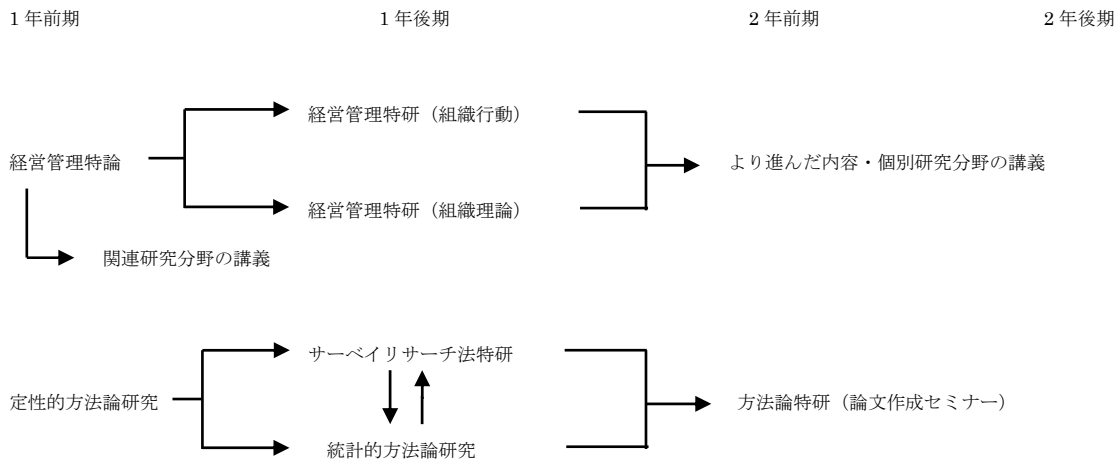 1 年前期
1 年後期
2 年前期
2 年後期
経営管理特研（組織行動）
経営管理特論
より進んだ内容・個別研究分野の講義
経営管理特研（組織理論）
関連研究分野の講義
サーベイリサーチ法特研
定性的方法論研究
方法論特研（論文作成セミナー）
統計的方法論研究